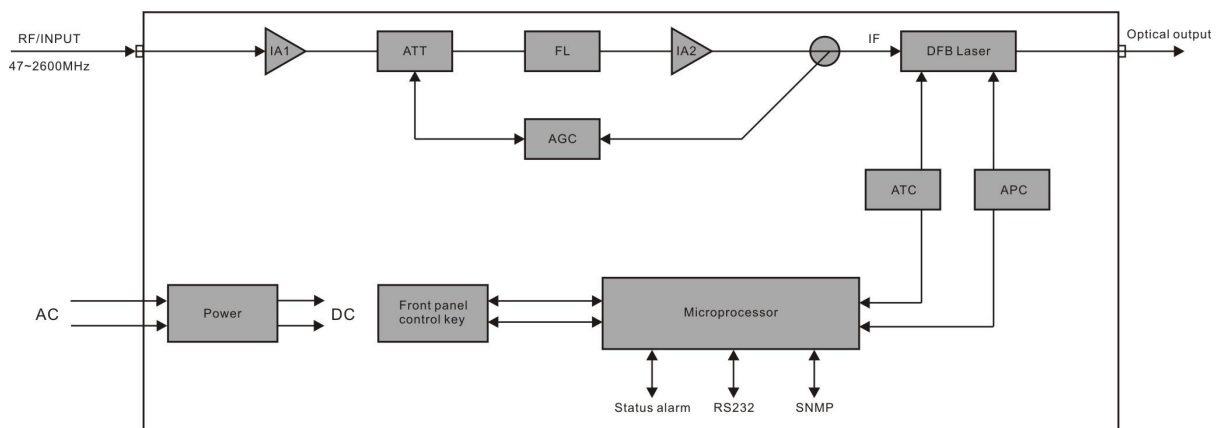 RF/INPUT
47~2600MHz
IA1
ATT
FL
IA2
IF
DFB Laser
Optical output
AGC
ATC
APC
AC
Power
DC
Front panel
control key
Microprocessor
Status alarm
RS232
SNMP